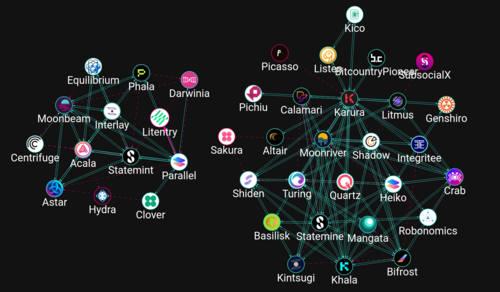 Kico
Picasso
Listen
BitcountryPioneer
SubsocialX
Equilibrium
Phala
Darwinia
Pichiu
Calamari
Karura
Litmus
Genshiro
Moonbeam
Interlay
Litentry
Sakura
Altair
Moonriver
Shadow
Integritee
Centrifuge
Acala
Statemint
Parallel
Shiden
Turing
Quartz
Heiko
Crab
Astar
Hydra
Clover
Basilisk
Statemine
Mangata
Robonomics
Kintsugi
Khala
Bifrost